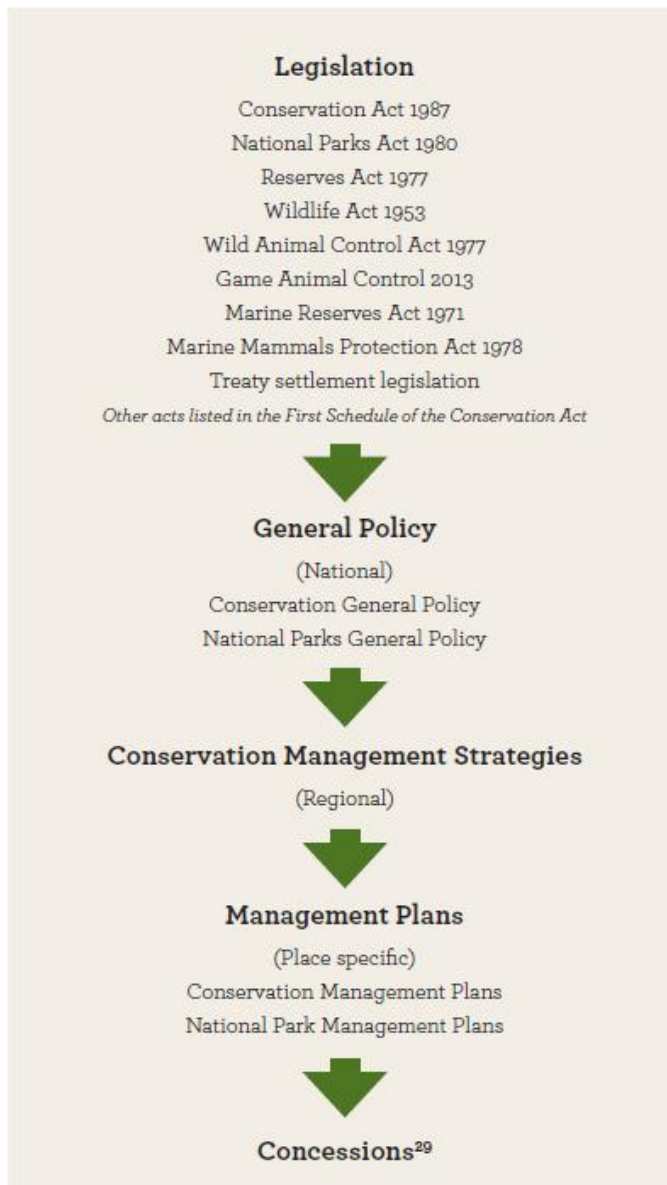 Legislation
Conservation Act 1987
National Parks Act 1980
Reserves Act 1977
Wildlife Act 1953
Wild Animal Control Act 1977
Game Animal Control 2013
Marine Reserves Act 1971
Marine Mammals Protection Act 1978
Treaty settlement legislation
Other acts listed in the First Schedule of the Conservation Act
General Policy
(National)
Conservation General Policy
National Parks General Policy
Conservation Management Strategies
(Regional)
Management Plans
(Place specific)
Conservation Management Plans
National Park Management Plans
Concessions²⁹